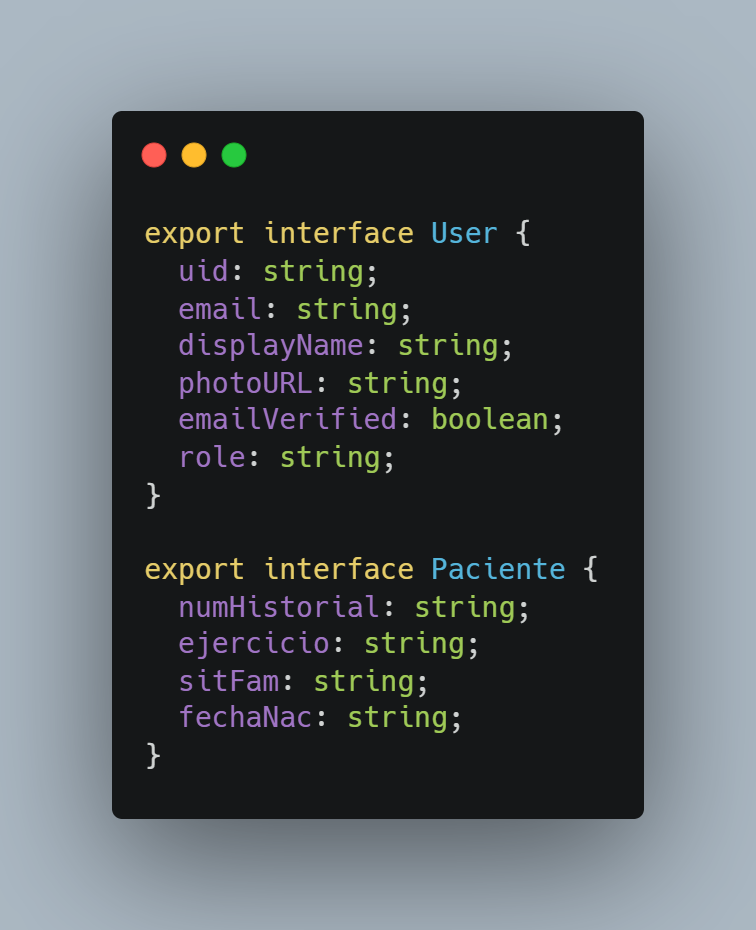 export interface User {
  uid: string;
  email: string;
  displayName: string;
  photoURL: string;
  emailVerified: boolean;
  role: string;
}

export interface Paciente {
  numHistorial: string;
  ejercicio: string;
  sitFam: string;
  fechaNac: string;
}